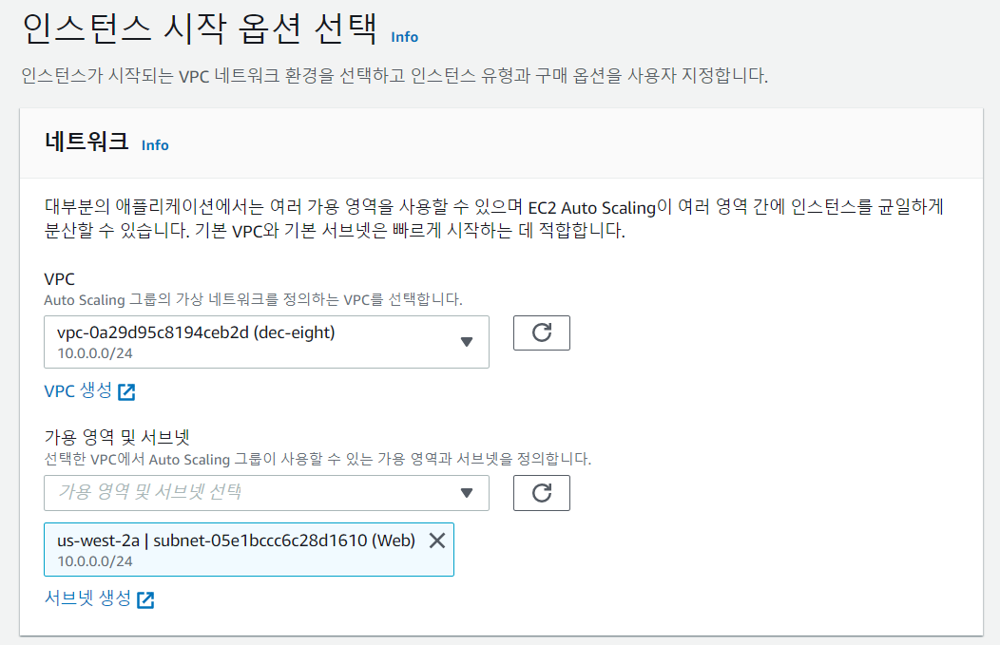 인스턴스 시작 옵션 선택 Info
인스턴스가 시작되는 VPC 네트워크 환경을 선택하고 인스턴스 유형과 구매 옵션을 사용자 지정합니다.
네트워크 Info
대부분의 애플리케이션에서는 여러 가용 영역을 사용할 수 있으며 EC2 Auto Scaling이 여러 영역 간에 인스턴스를 균일하게
분산할 수 있습니다. 기본 VPC와 기본 서브넷은 빠르게 시작하는 데 적합합니다.
VPC
Auto Scaling 그룹의 가상 네트워크를 정의하는 VPC를 선택합니다.
vpc-0a29d95c8194ceb2d (dec-eight)
10.0.0.0/24
VPC 생성
가용 영역 및 서브넷
선택한 VPC에서 Auto Scaling 그룹이 사용할 수 있는 가용 영역과 서브넷을 정의합니다.
가용 영역 및 서브넷 선택
us-west-2a | subnet-05e1bccc6c28d1610 (Web)
10.0.0.0/24
서브넷 생성